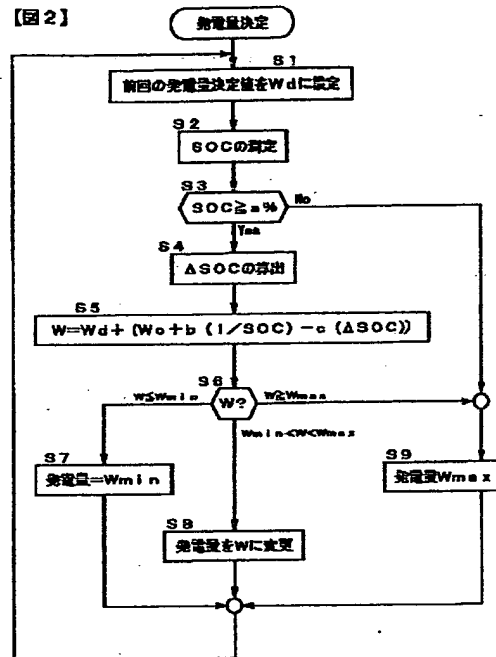 【図2】
発電量決定
S1
前回の発電量決定値をWdに設定
S2
SOCの測定
S3
SOC≧a%
No
Yes
S4
ΔSOCの算出
S5
W=Wd+(Wo+b(1/SOC)-c(ΔSOC))
S6
W?
W≦Wmin
W≧Wmax
Wmin<W<Wmax
S7
発電量=Wmin
S9
発電量Wmax
S8
発電量をWに変更